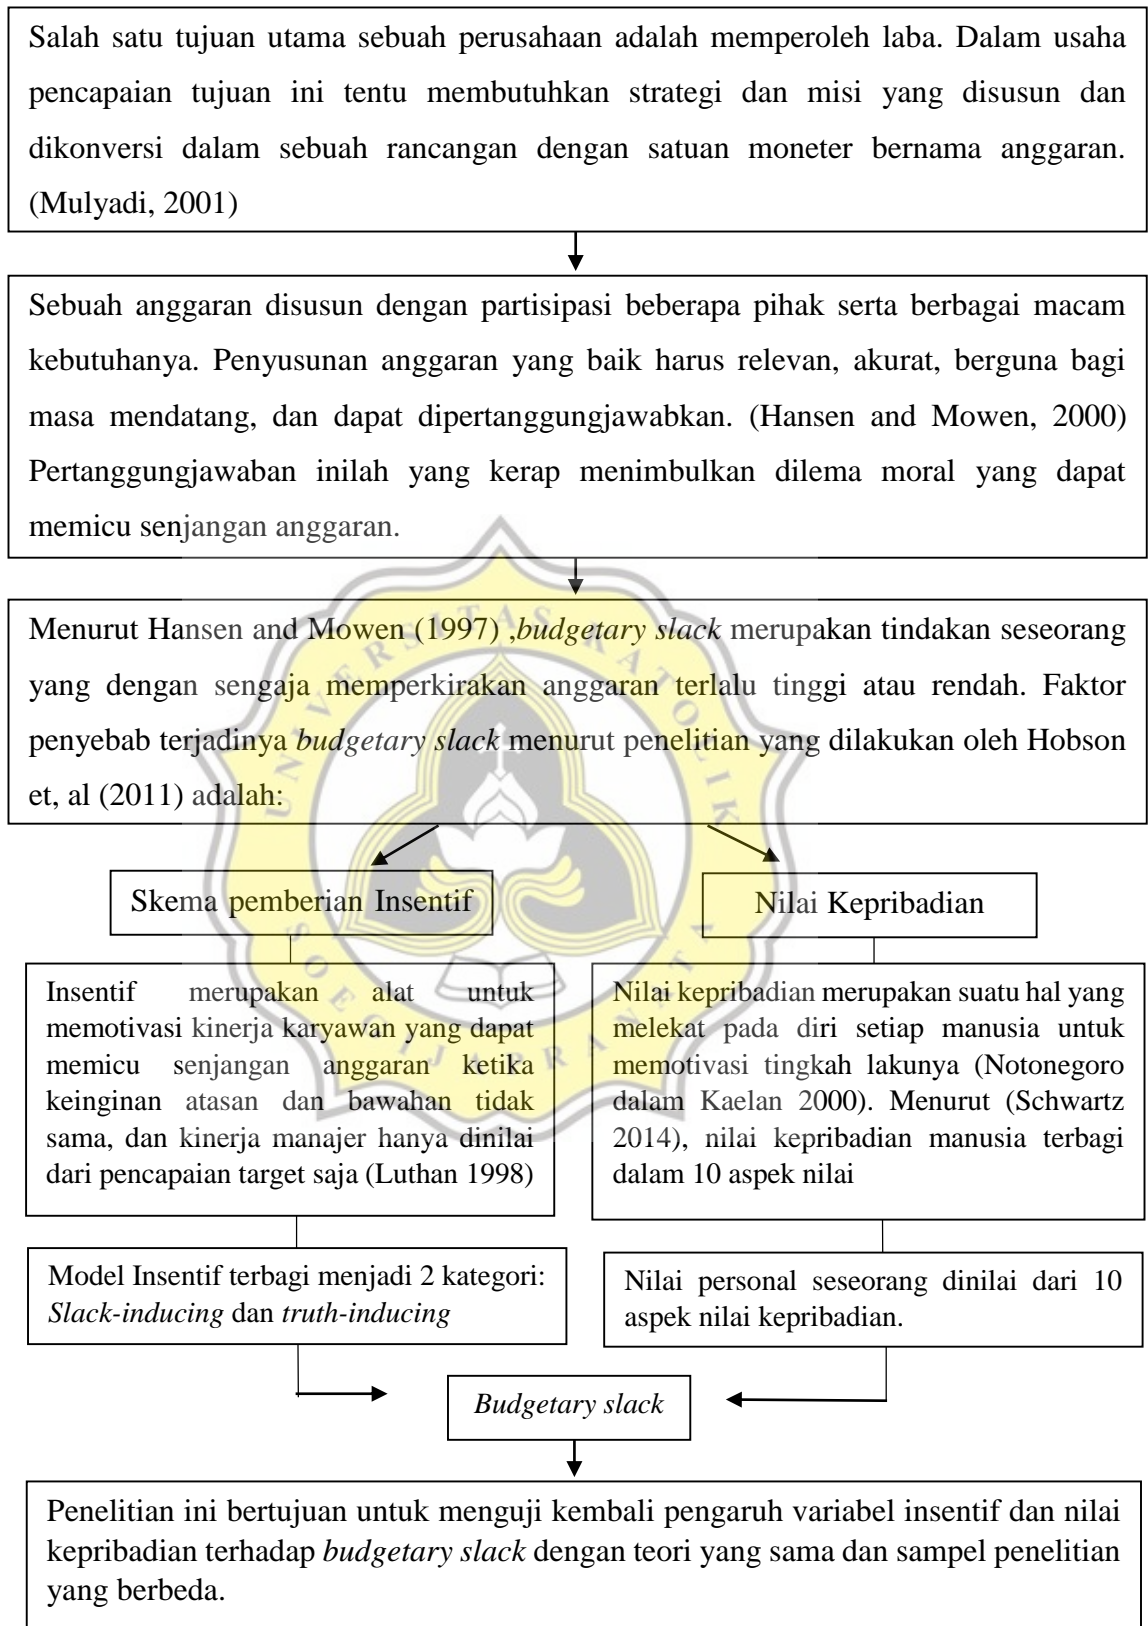 Salah satu tujuan utama sebuah perusahaan adalah memperoleh laba. Dalam usaha
pencapaian tujuan ini tentu membutuhkan strategi dan misi yang disusun dan
dikonversi dalam sebuah rancangan dengan satuan moneter bernama anggaran.
(Mulyadi, 2001)
Sebuah anggaran disusun dengan partisipasi beberapa pihak serta berbagai macam
kebutuhanya. Penyusunan anggaran yang baik harus relevan, akurat, berguna bagi
masa mendatang, dan dapat dipertanggungjawabkan. (Hansen and Mowen, 2000)
Pertanggungjawaban inilah yang kerap menimbulkan dilema moral yang dapat
memicu senjangan anggaran.
Menurut Hansen and Mowen (1997) ,budgetary slack merupakan tindakan seseorang
yang dengan sengaja memperkirakan anggaran terlalu tinggi atau rendah. Faktor
penyebab terjadinya budgetary slack menurut penelitian yang dilakukan oleh Hobson
et, al (2011) adalah:
Skema pemberian Insentif
Nilai Kepribadian
Insentif merupakan alat untuk
memotivasi kinerja karyawan yang dapat
memicu senjangan anggaran ketika
keinginan atasan dan bawahan tidak
sama, dan kinerja manajer hanya dinilai
dari pencapaian target saja (Luthan 1998)
Nilai kepribadian merupakan suatu hal yang
melekat pada diri setiap manusia untuk
memotivasi tingkah lakunya (Notonegoro
dalam Kaelan 2000). Menurut (Schwartz
2014), nilai kepribadian manusia terbagi
dalam 10 aspek nilai
Model Insentif terbagi menjadi 2 kategori:
Slack-inducing dan truth-inducing
Nilai personal seseorang dinilai dari 10
aspek nilai kepribadian.
Budgetary slack
Penelitian ini bertujuan untuk menguji kembali pengaruh variabel insentif dan nilai
kepribadian terhadap budgetary slack dengan teori yang sama dan sampel penelitian
yang berbeda.
UNIVERSITAS KATOLIK
SOEGIJAPRANATA